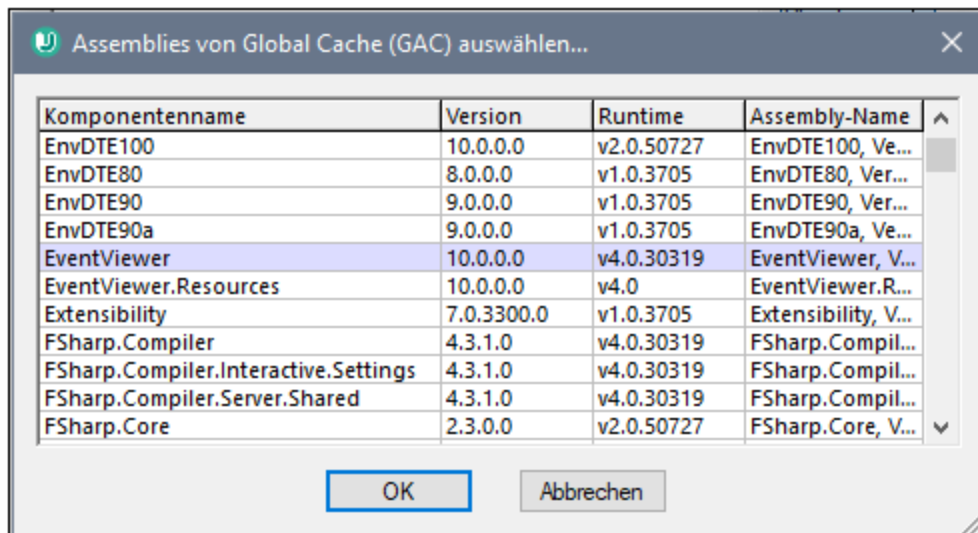 Assemblies von Global Cache (GAC) auswählen...
Komponentenname Version Runtime Assembly-Name
EnvDTE100 10.0.0.0 v2.0.50727 EnvDTE100, Ve...
EnvDTE80 8.0.0.0 v1.0.3705 EnvDTE80, Ver...
EnvDTE90 9.0.0.0 v1.0.3705 EnvDTE90, Ver...
EnvDTE90a 9.0.0.0 v1.0.3705 EnvDTE90a, Ve...
EventViewer 10.0.0.0 v4.0.30319 EventViewer, V...
EventViewer.Resources 10.0.0.0 v4.0 EventViewer.R...
Extensibility 7.0.3300.0 v1.0.3705 Extensibility, V...
FSharp.Compiler 4.3.1.0 v4.0.30319 FSharp.Compil...
FSharp.Compiler.Interactive.Settings 4.3.1.0 v4.0.30319 FSharp.Compil...
FSharp.Compiler.Server.Shared 4.3.1.0 v4.0.30319 FSharp.Compil...
FSharp.Core 2.3.0.0 v2.0.50727 FSharp.Core, V...
OK Abbrechen